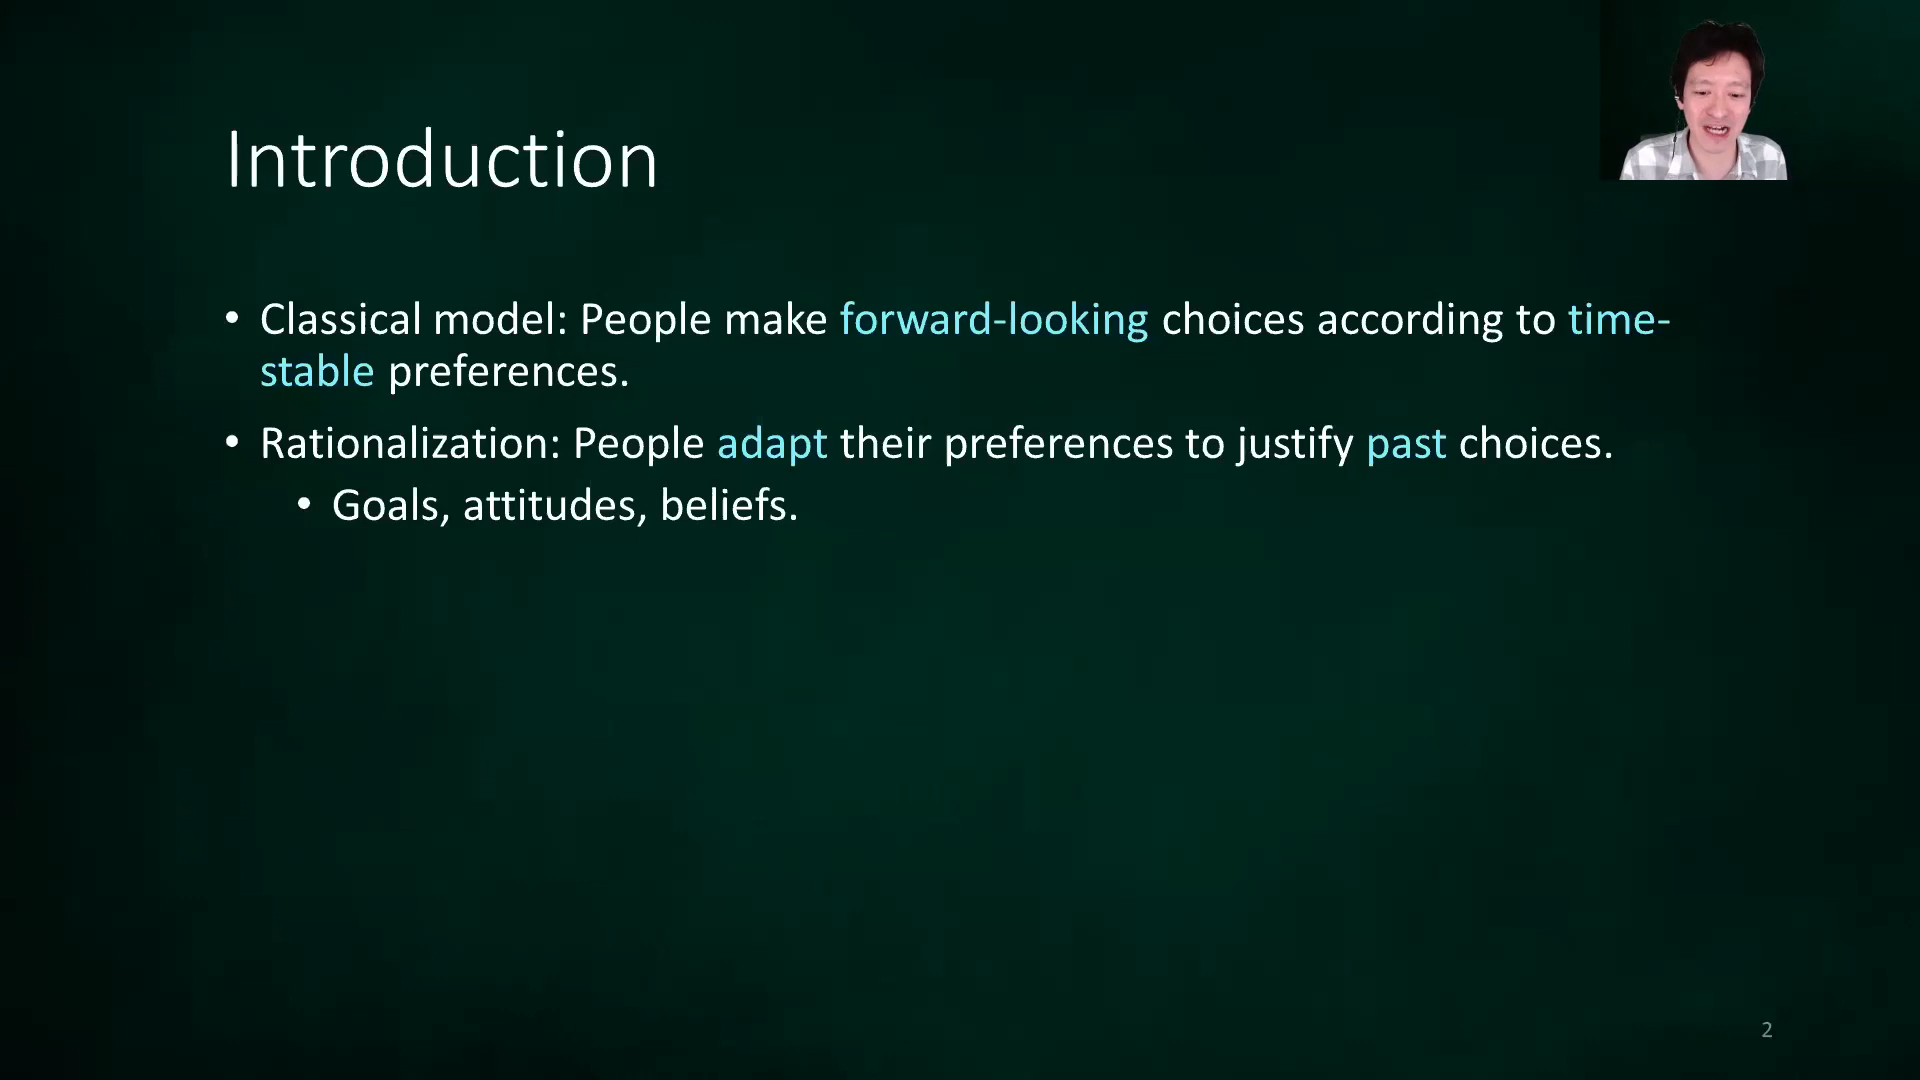 Introduction
• Classical model: People make forward-looking choices according to time-
stable preferences.
• Rationalization: People adapt their preferences to justify past choices.
• Goals, attitudes, beliefs.
2